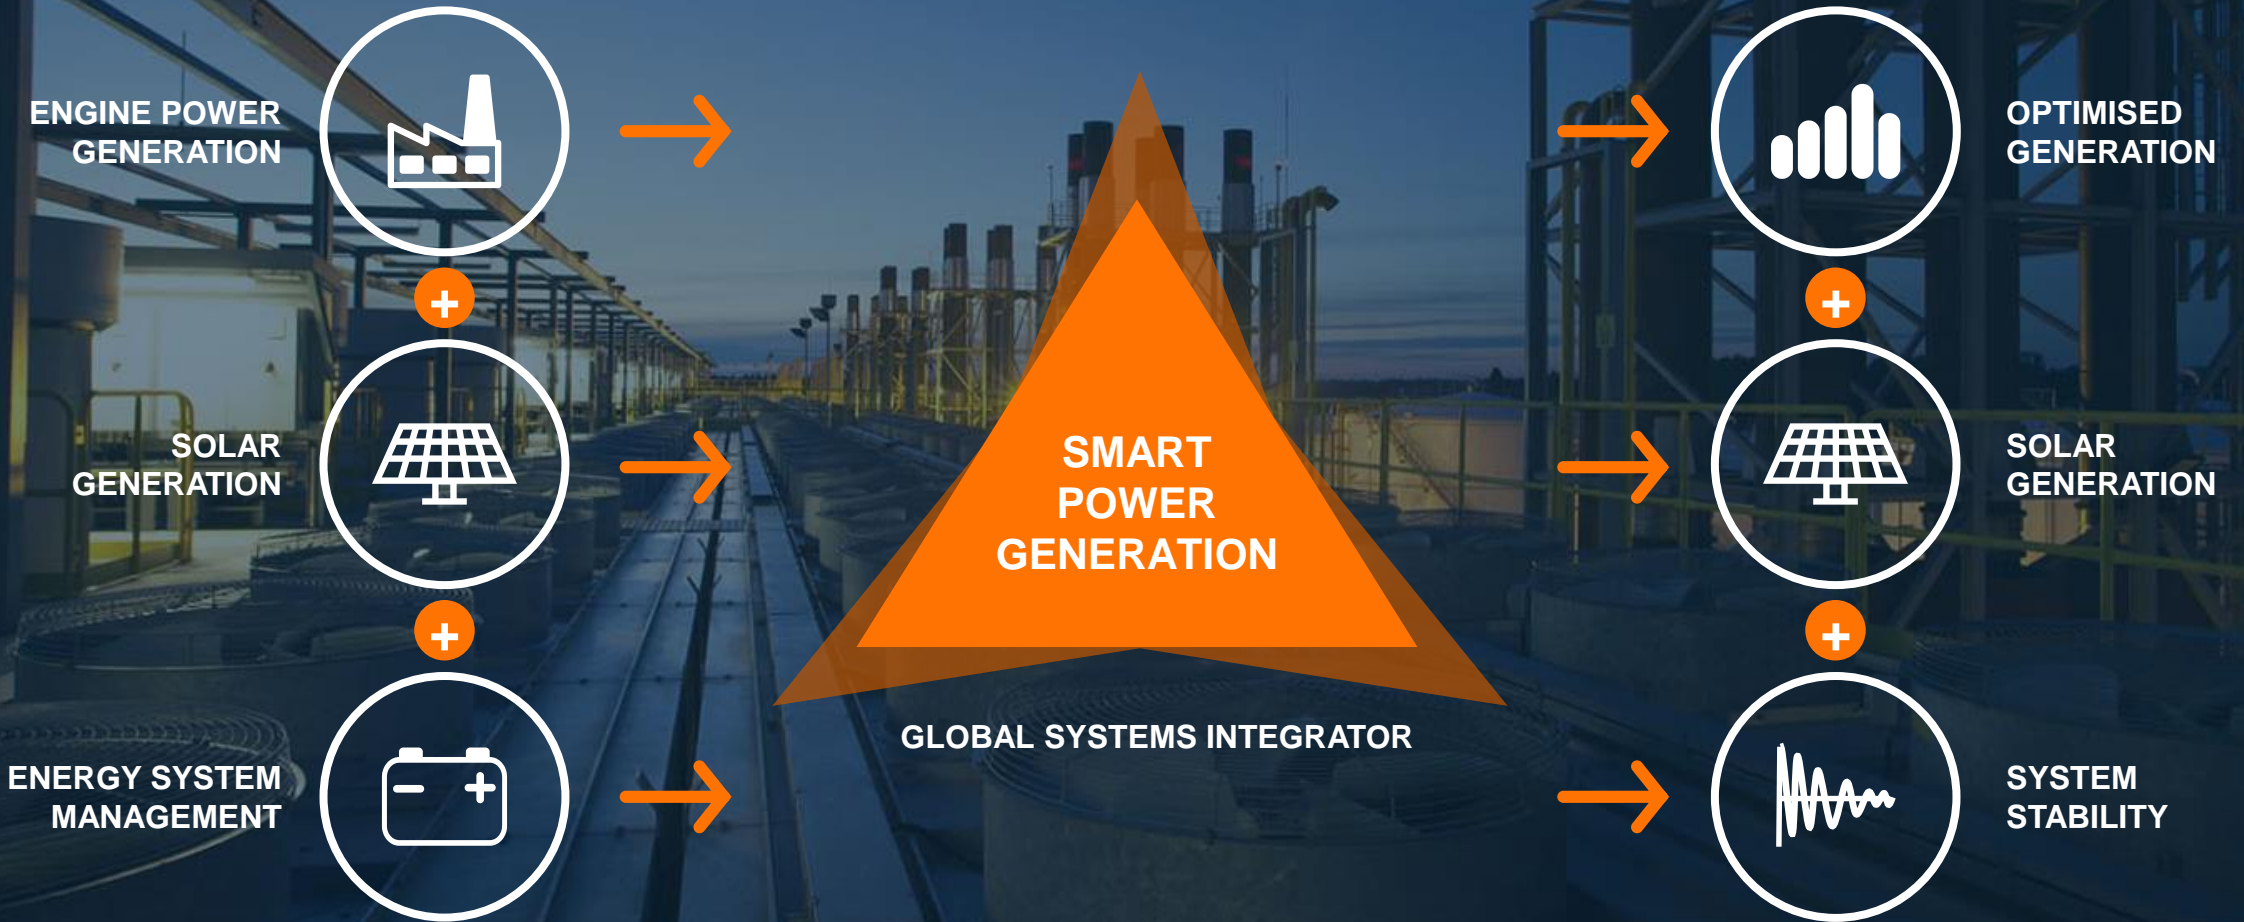 ENGINE POWER
GENERATION
SOLAR
GENERATION
ENERGY SYSTEM
MANAGEMENT
SMART
POWER
GENERATION
GLOBAL SYSTEMS INTEGRATOR
OPTIMISED
GENERATION
SOLAR
GENERATION
SYSTEM
STABILITY